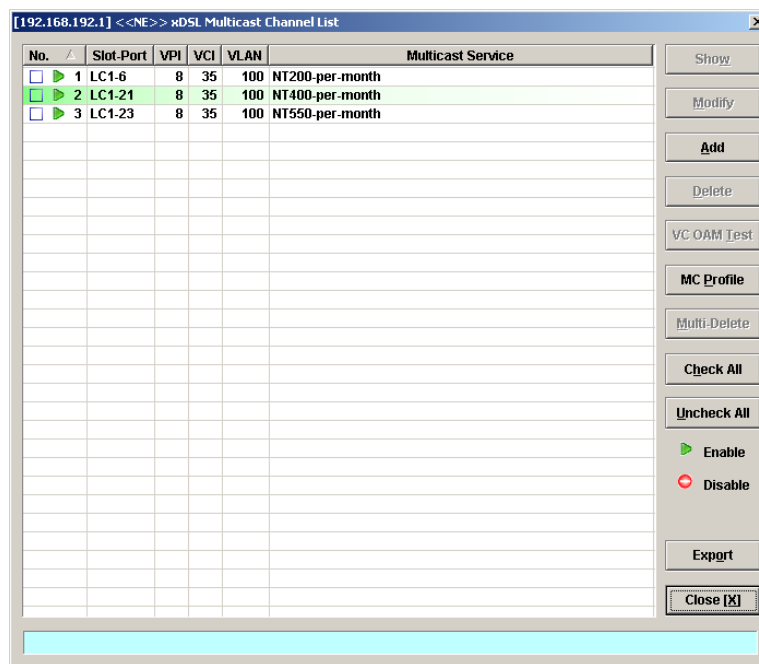 [192.168.192.1] <<NE>> xDSL Multicast Channel List
No. Slot-Port VPI VCI VLAN Multicast Service
1 LC1-6 8 35 100 NT200-per-month
2 LC1-21 8 35 100 NT400-per-month
3 LC1-23 8 35 100 NT550-per-month
Show
Modify
Add
Delete
VC OAM Test
MC Profile
Multi-Delete
Check All
Uncheck All
Enable
Disable
Export
Close [X]